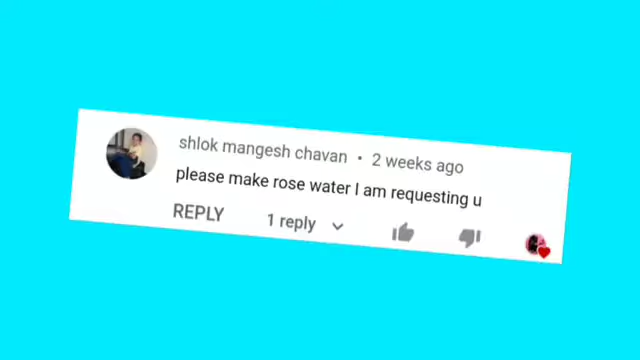 shlok mangesh chavan • 2 weeks ago
please make rose water I am requesting u
REPLY 1 reply